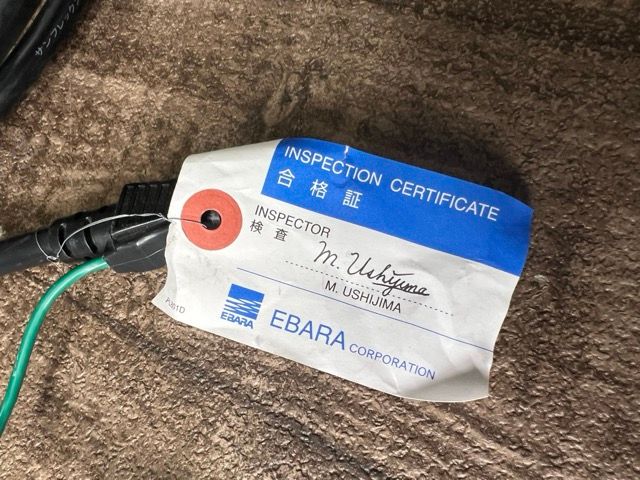 INSPECTION CERTIFICATE
合格証
INSPECTOR
検査
M. Ushijima
M. USHIJIMA
EBARA
EBARA CORPORATION